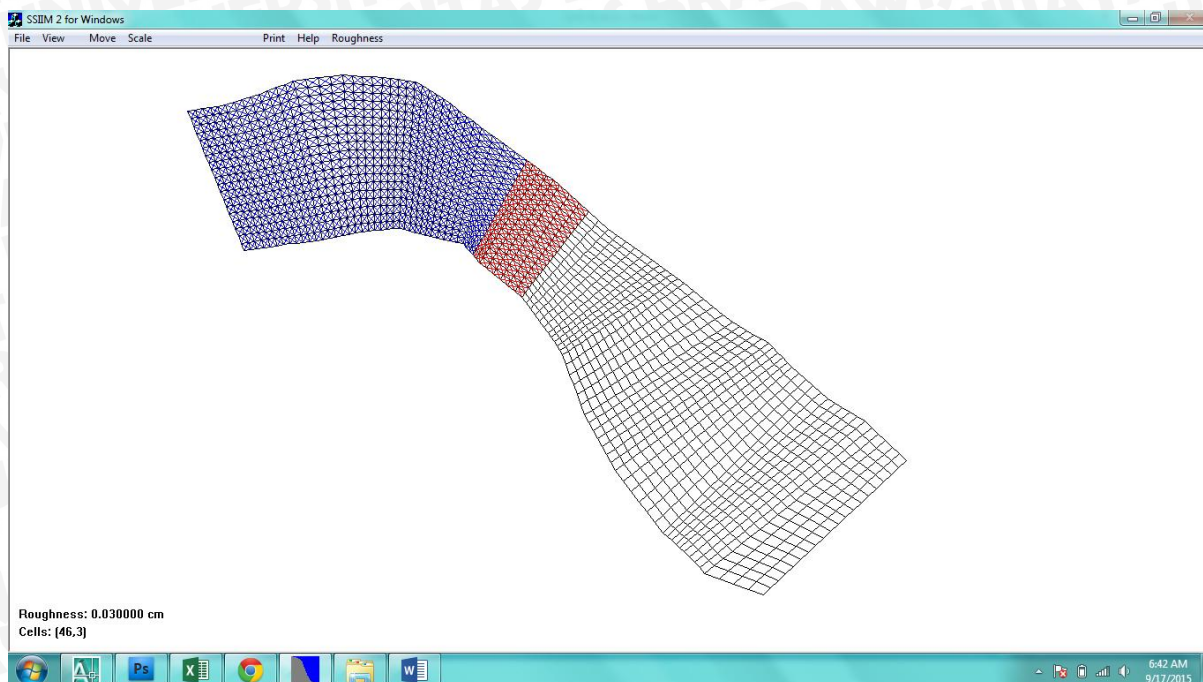 SSIIM 2 for Windows
File View Move Scale Print Help Roughness
Roughness: 0.030000 cm
Cells: (46,3)
Ps
W
6:42 AM
9/17/2015